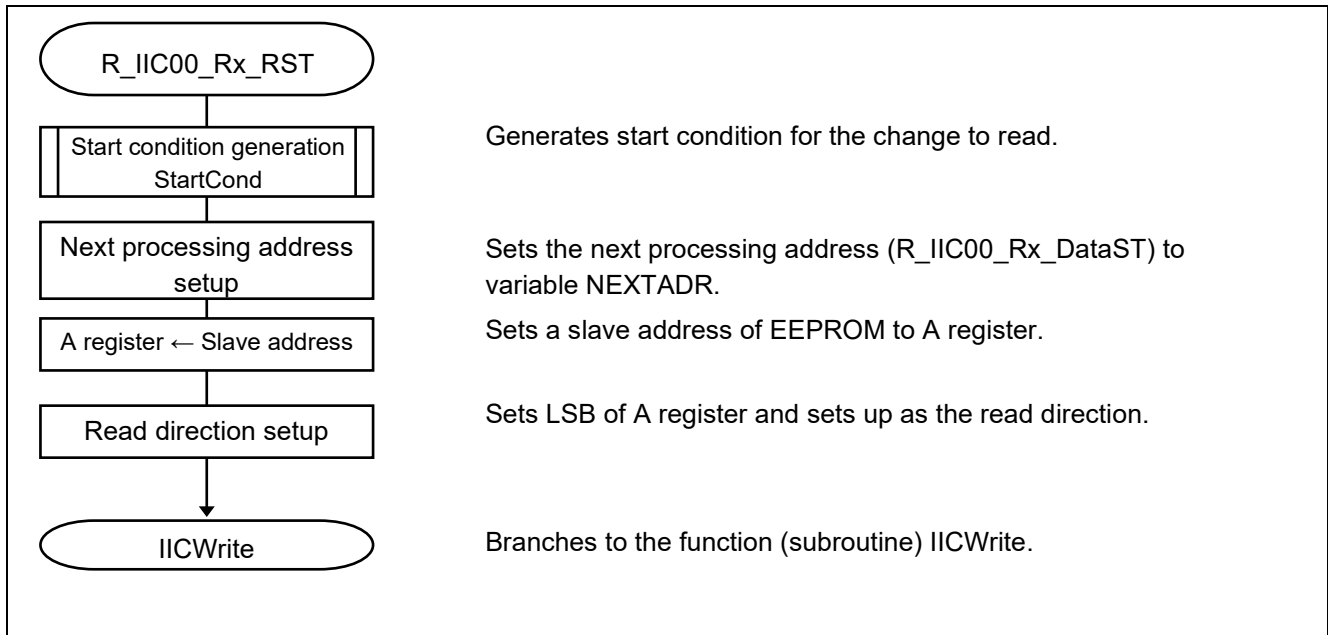 R_IIC00_Rx_RST
Start condition generation
StartCond
Generates start condition for the change to read.
Next processing address
setup
Sets the next processing address (R_IIC00_Rx_DataST) to
variable NEXTADR.
A register ← Slave address
Sets a slave address of EEPROM to A register.
Read direction setup
Sets LSB of A register and sets up as the read direction.
IICWrite
Branches to the function (subroutine) IICWrite.